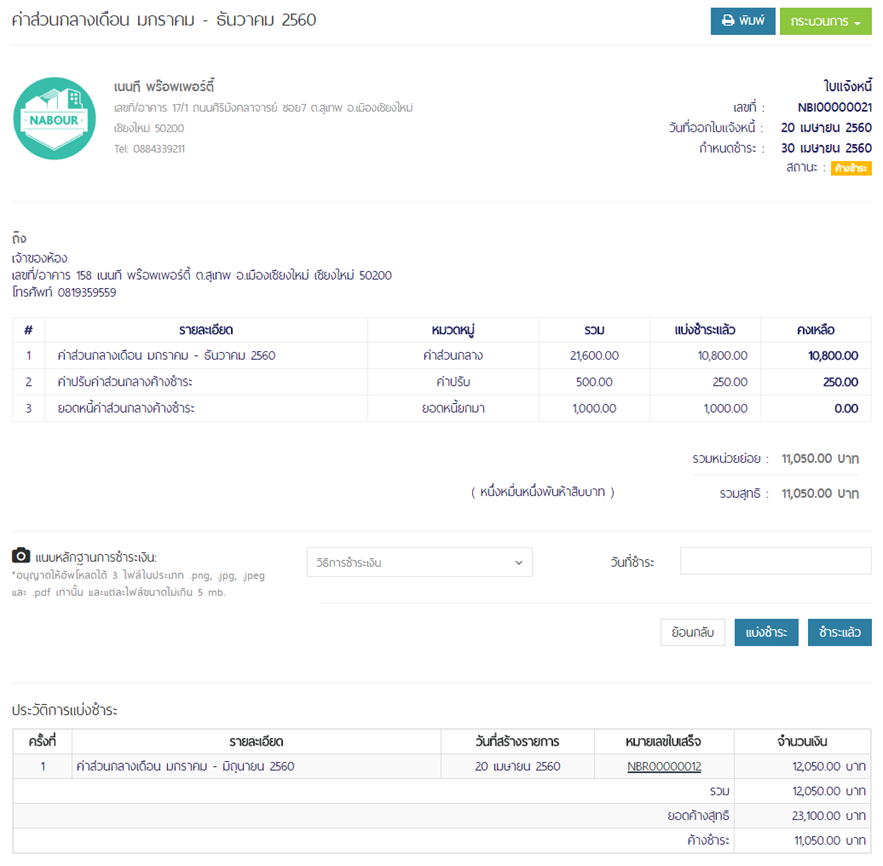 ค่าส่วนกลางเดือน มกราคม - ธันวาคม 2560
พิมพ์ กระบวนการ
NABOUR
เนนที พร๊อพเพอร์ตี้
เลขที่/อาคาร 17/1 ถนนศิริมังคลาจารย์ ซอย7 ต.สุเทพ อ.เมืองเชียงใหม่
เชียงใหม่ 50200
Tel: 0884339211
ใบแจ้งหนี้
เลขที่ : NBI00000021
วันที่ออกใบแจ้งหนี้ : 20 เมษายน 2560
กำหนดชำระ : 30 เมษายน 2560
สถานะ : ค้างชำระ
ถึง
เจ้าของห้อง
เลขที่/อาคาร 158 เนนที พร๊อพเพอร์ตี้ ต.สุเทพ อ.เมืองเชียงใหม่ เชียงใหม่ 50200
โทรศัพท์ 0819359559
# รายละเอียด หมวดหมู่ รวม แบ่งชำระแล้ว คงเหลือ
1 ค่าส่วนกลางเดือน มกราคม - ธันวาคม 2560 ค่าส่วนกลาง 21,600.00 10,800.00 10,800.00
2 ค่าปรับค่าส่วนกลางค้างชำระ ค่าปรับ 500.00 250.00 250.00
3 ยอดหนี้ค่าส่วนกลางค้างชำระ ยอดหนี้ยกมา 1,000.00 1,000.00 0.00
รวมหน่วยย่อย : 11,050.00 บาท
( หนึ่งหมื่นหนึ่งพันห้าสิบบาท ) รวมสุทธิ : 11,050.00 บาท
แนบหลักฐานการชำระเงิน: วิธีการชำระเงิน วันที่ชำระ
*อนุญาตให้อัพโหลดได้ 3 ไฟล์ในประเภท .png, .jpg, .jpeg
และ .pdf เท่านั้น และแต่ละไฟล์ขนาดไม่เกิน 5 mb.
ย้อนกลับ แบ่งชำระ ชำระแล้ว
ประวัติการแบ่งชำระ
ครั้งที่ รายละเอียด วันที่สร้างรายการ หมายเลขใบเสร็จ จำนวนเงิน
1 ค่าส่วนกลางเดือน มกราคม - มิถุนายน 2560 20 เมษายน 2560 NBR00000012 12,050.00 บาท
รวม 12,050.00 บาท
ยอดค้างสุทธิ 23,100.00 บาท
ค้างชำระ 11,050.00 บาท